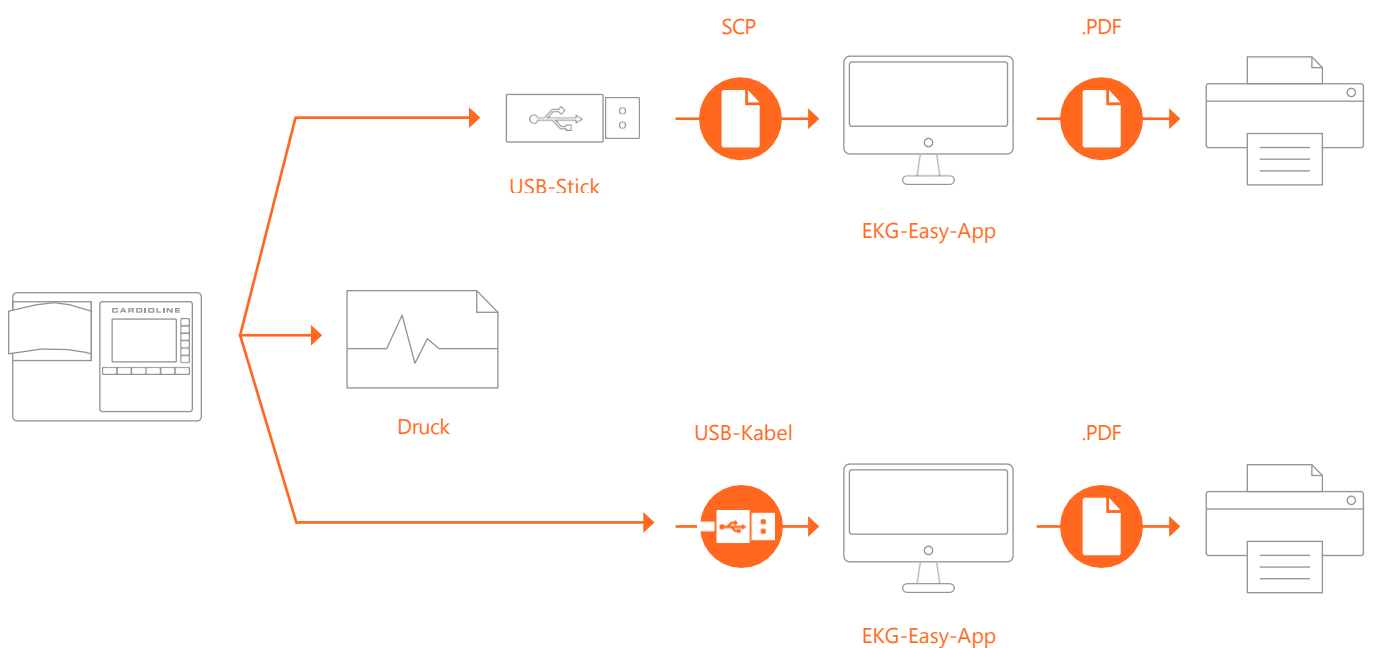 SCP
.PDF
USB-Stick
EKG-Easy-App
CARDIOLINE
Druck
USB-Kabel
.PDF
EKG-Easy-App